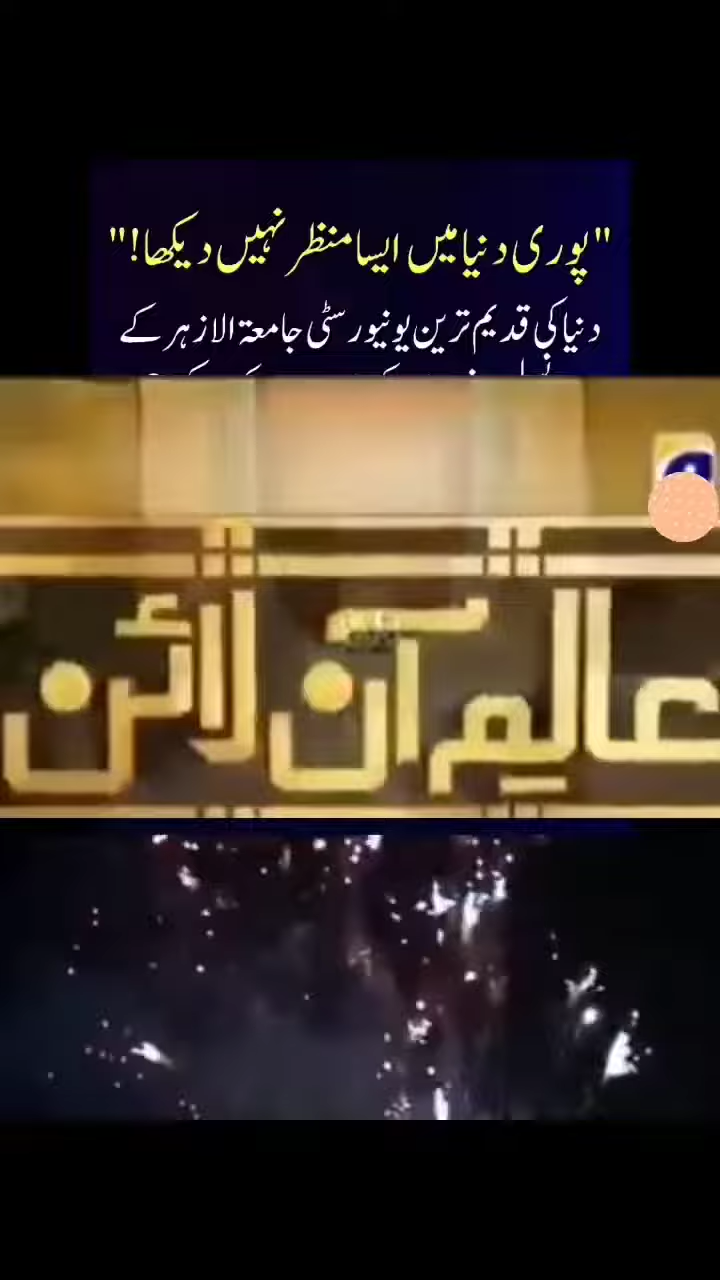 "پوری دنیا میں ایسا منظر نہیں دیکھا!"
دنیا کی قدیم ترین یونیورسٹی جامعۃ الازہر کے
عالم آن لائن